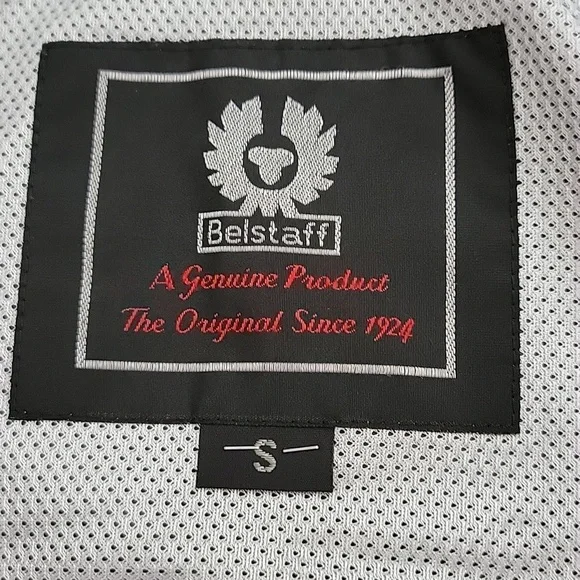 Belstaff
A Genuine Product
The Original Since 1924
S